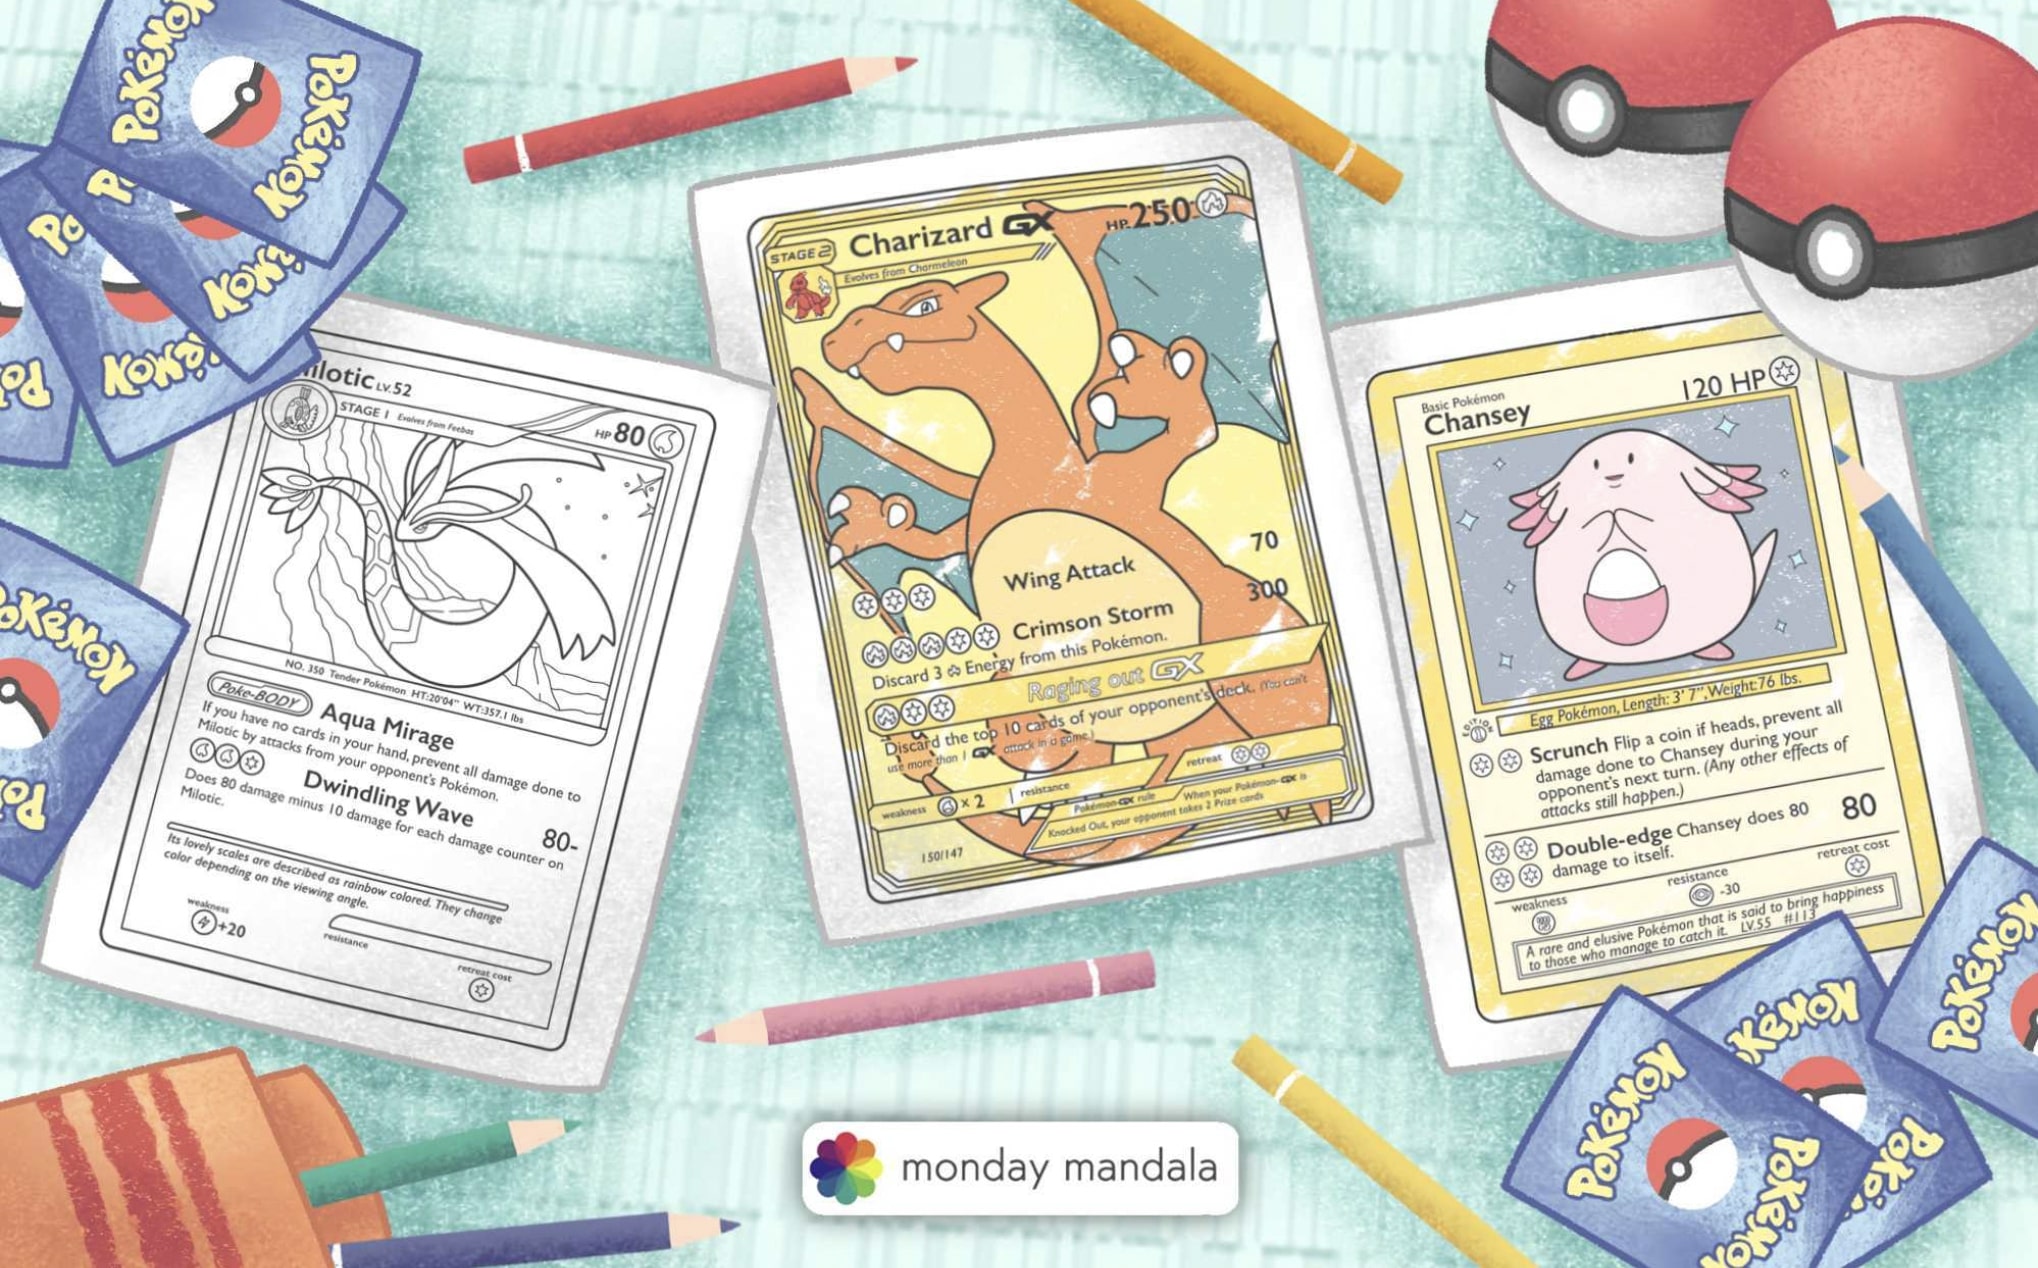 POKéMON
POKéMON
POKéMON
POKéMON
POKéMON
LV.52
STAGE 1 Evolves from Feebas
HP 80
NO. 350 Tender Pokémon HT:20'04" WT:357.1 lbs
Poke-BODY Aqua Mirage
If you have no cards in your hand, prevent all damage done to
Milotic by attacks from your opponent's Pokémon.
Dwindling Wave 80-
Does 80 damage minus 10 damage for each damage counter on
Milotic.
Its lovely scales are described as rainbow colored. They change
color depending on the viewing angle.
weakness
+20
resistance
retreat cost
STAGE 2
Charizard GX
HP 250
Evolves from Charmeleon
Wing Attack 70
Crimson Storm 300
Discard 3 Energy from this Pokémon.
Raging out GX
Discard the top 10 cards of your opponent's deck. (You can't
use more than 1 GX attack in a game.)
weakness x 2
resistance
retreat
Pokémon-GX rule When your Pokémon-GX is
Knocked Out, your opponent takes 2 Prize cards
150/147
Basic Pokémon
Chansey
120 HP
Egg Pokémon, Length: 3' 7", Weight:76 lbs.
EDITION
1
Scrunch Flip a coin if heads, prevent all
damage done to Chansey during your
opponent's next turn. (Any other effects of
attacks still happen.)
Double-edge Chansey does 80
damage to itself.
80
weakness
resistance
-30
retreat cost
A rare and elusive Pokémon that is said to bring happiness
to those who manage to catch it. LV.55 #113
POKéMON
POKéMON
POKéMON
POKéMON
monday mandala